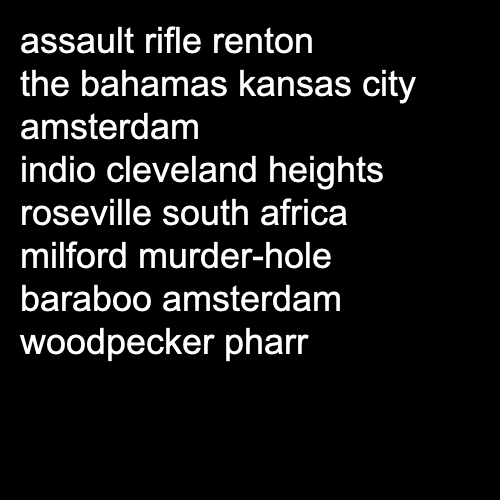 assault rifle renton
the bahamas kansas city
amsterdam
indio cleveland heights
roseville south africa
milford murder-hole
baraboo amsterdam
woodpecker pharr